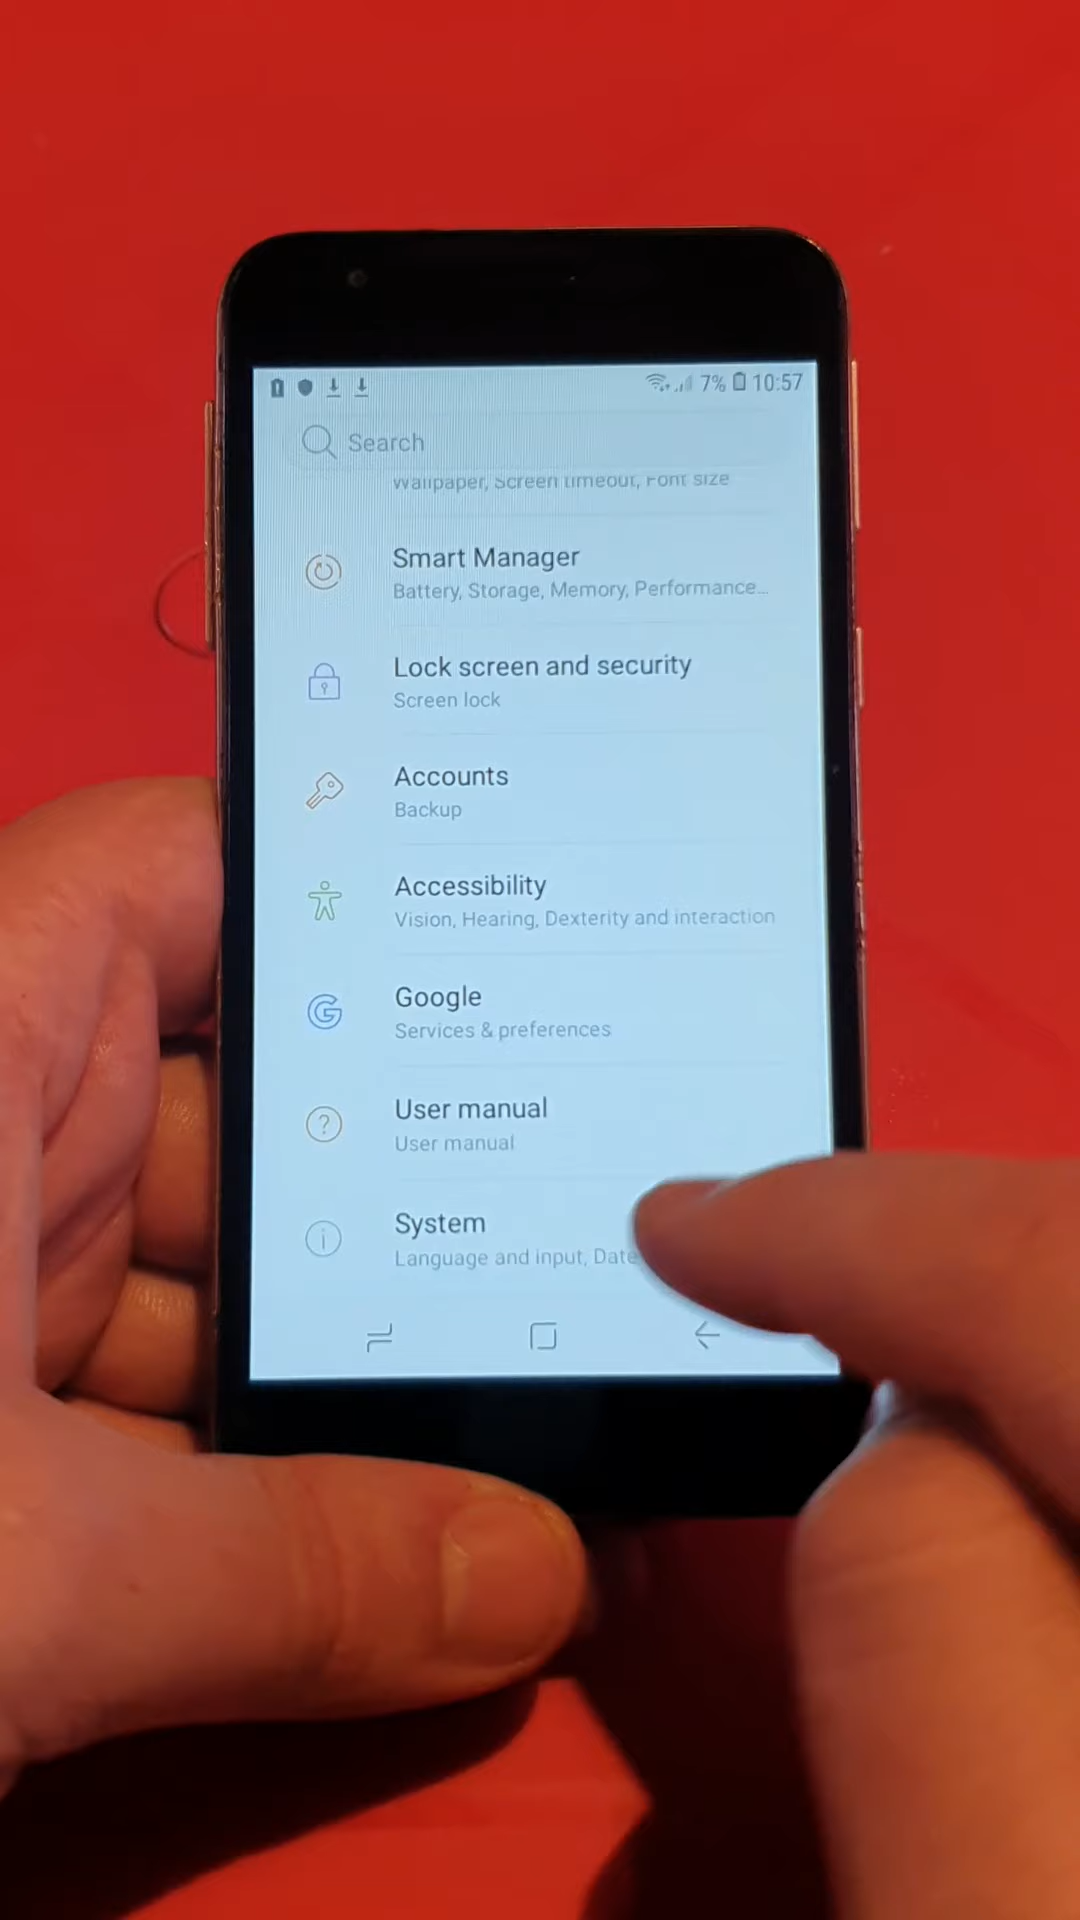 7% 10:57
Search
Wallpaper, Screen timeout, Font size
Smart Manager
Battery, Storage, Memory, Performance...
Lock screen and security
Screen lock
Accounts
Backup
Accessibility
Vision, Hearing, Dexterity and interaction
Google
Services & preferences
User manual
User manual
System
Language and input, Date